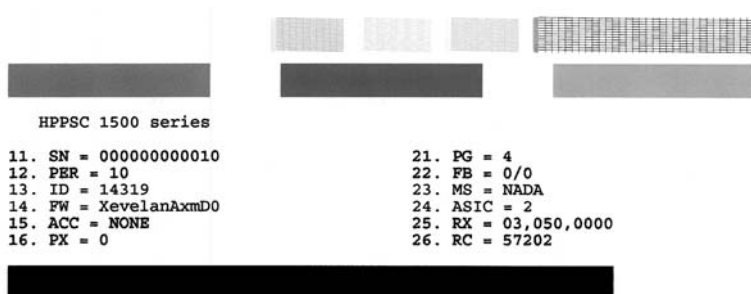 HPPSC 1500 series
11. SN = 000000000010
12. PER = 10
13. ID = 14319
14. FW = XevelanAxmD0
15. ACC = NONE
16. PX = 0
21. PG = 4
22. FB = 0/0
23. MS = NADA
24. ASIC = 2
25. RX = 03,050,0000
26. RC = 57202